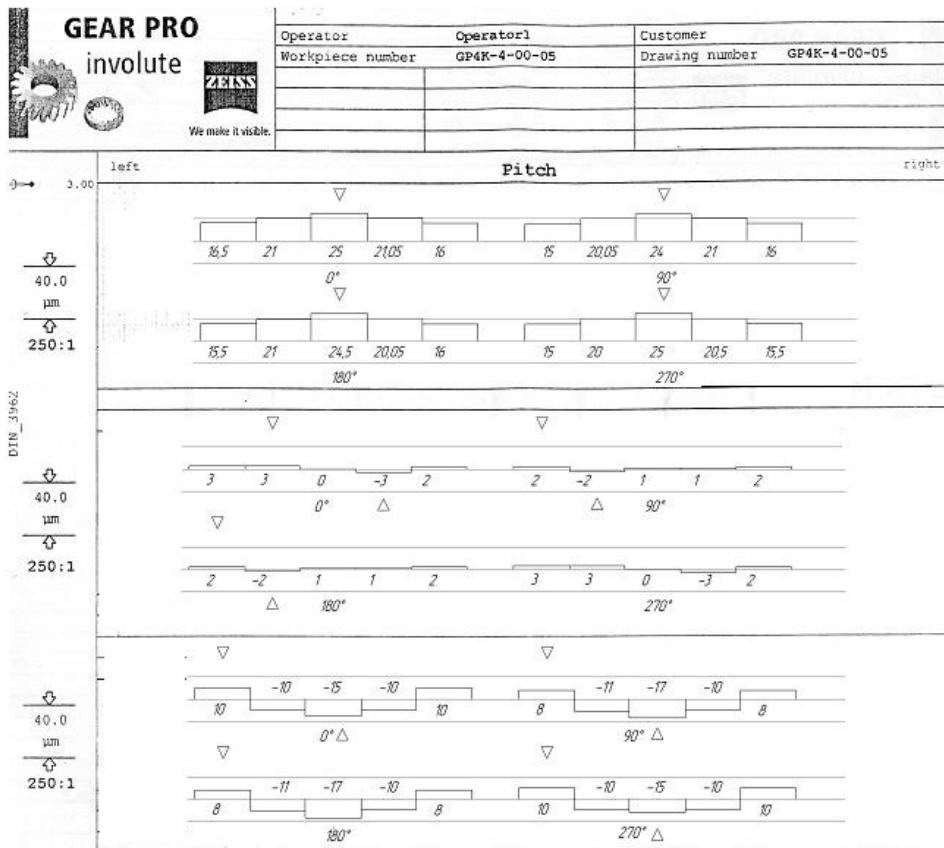 GEAR PRO
involute
ZEISS
We make it visible.
Operator Operator1 Customer
Workpiece number GP4K-4-00-05 Drawing number GP4K-4-00-05
left Pitch right
3.00
16,5 21 25 21,05 16 15 20,05 24 21 16
0° 90°
40.0
µm
250:1
15,5 21 24,5 20,05 16 15 20 25 20,5 15,5
180° 270°
DIN_3962
3 3 0 -3 2 2 -2 1 1 2
0° 90°
40.0
µm
250:1
2 -2 1 1 2 3 3 0 -3 2
180° 270°
-10 -15 -10 -11 -17 -10
10 10 8 8
0° 90°
40.0
µm
250:1
-11 -17 -10 -10 -15 -10
8 8 10 10
180° 270°